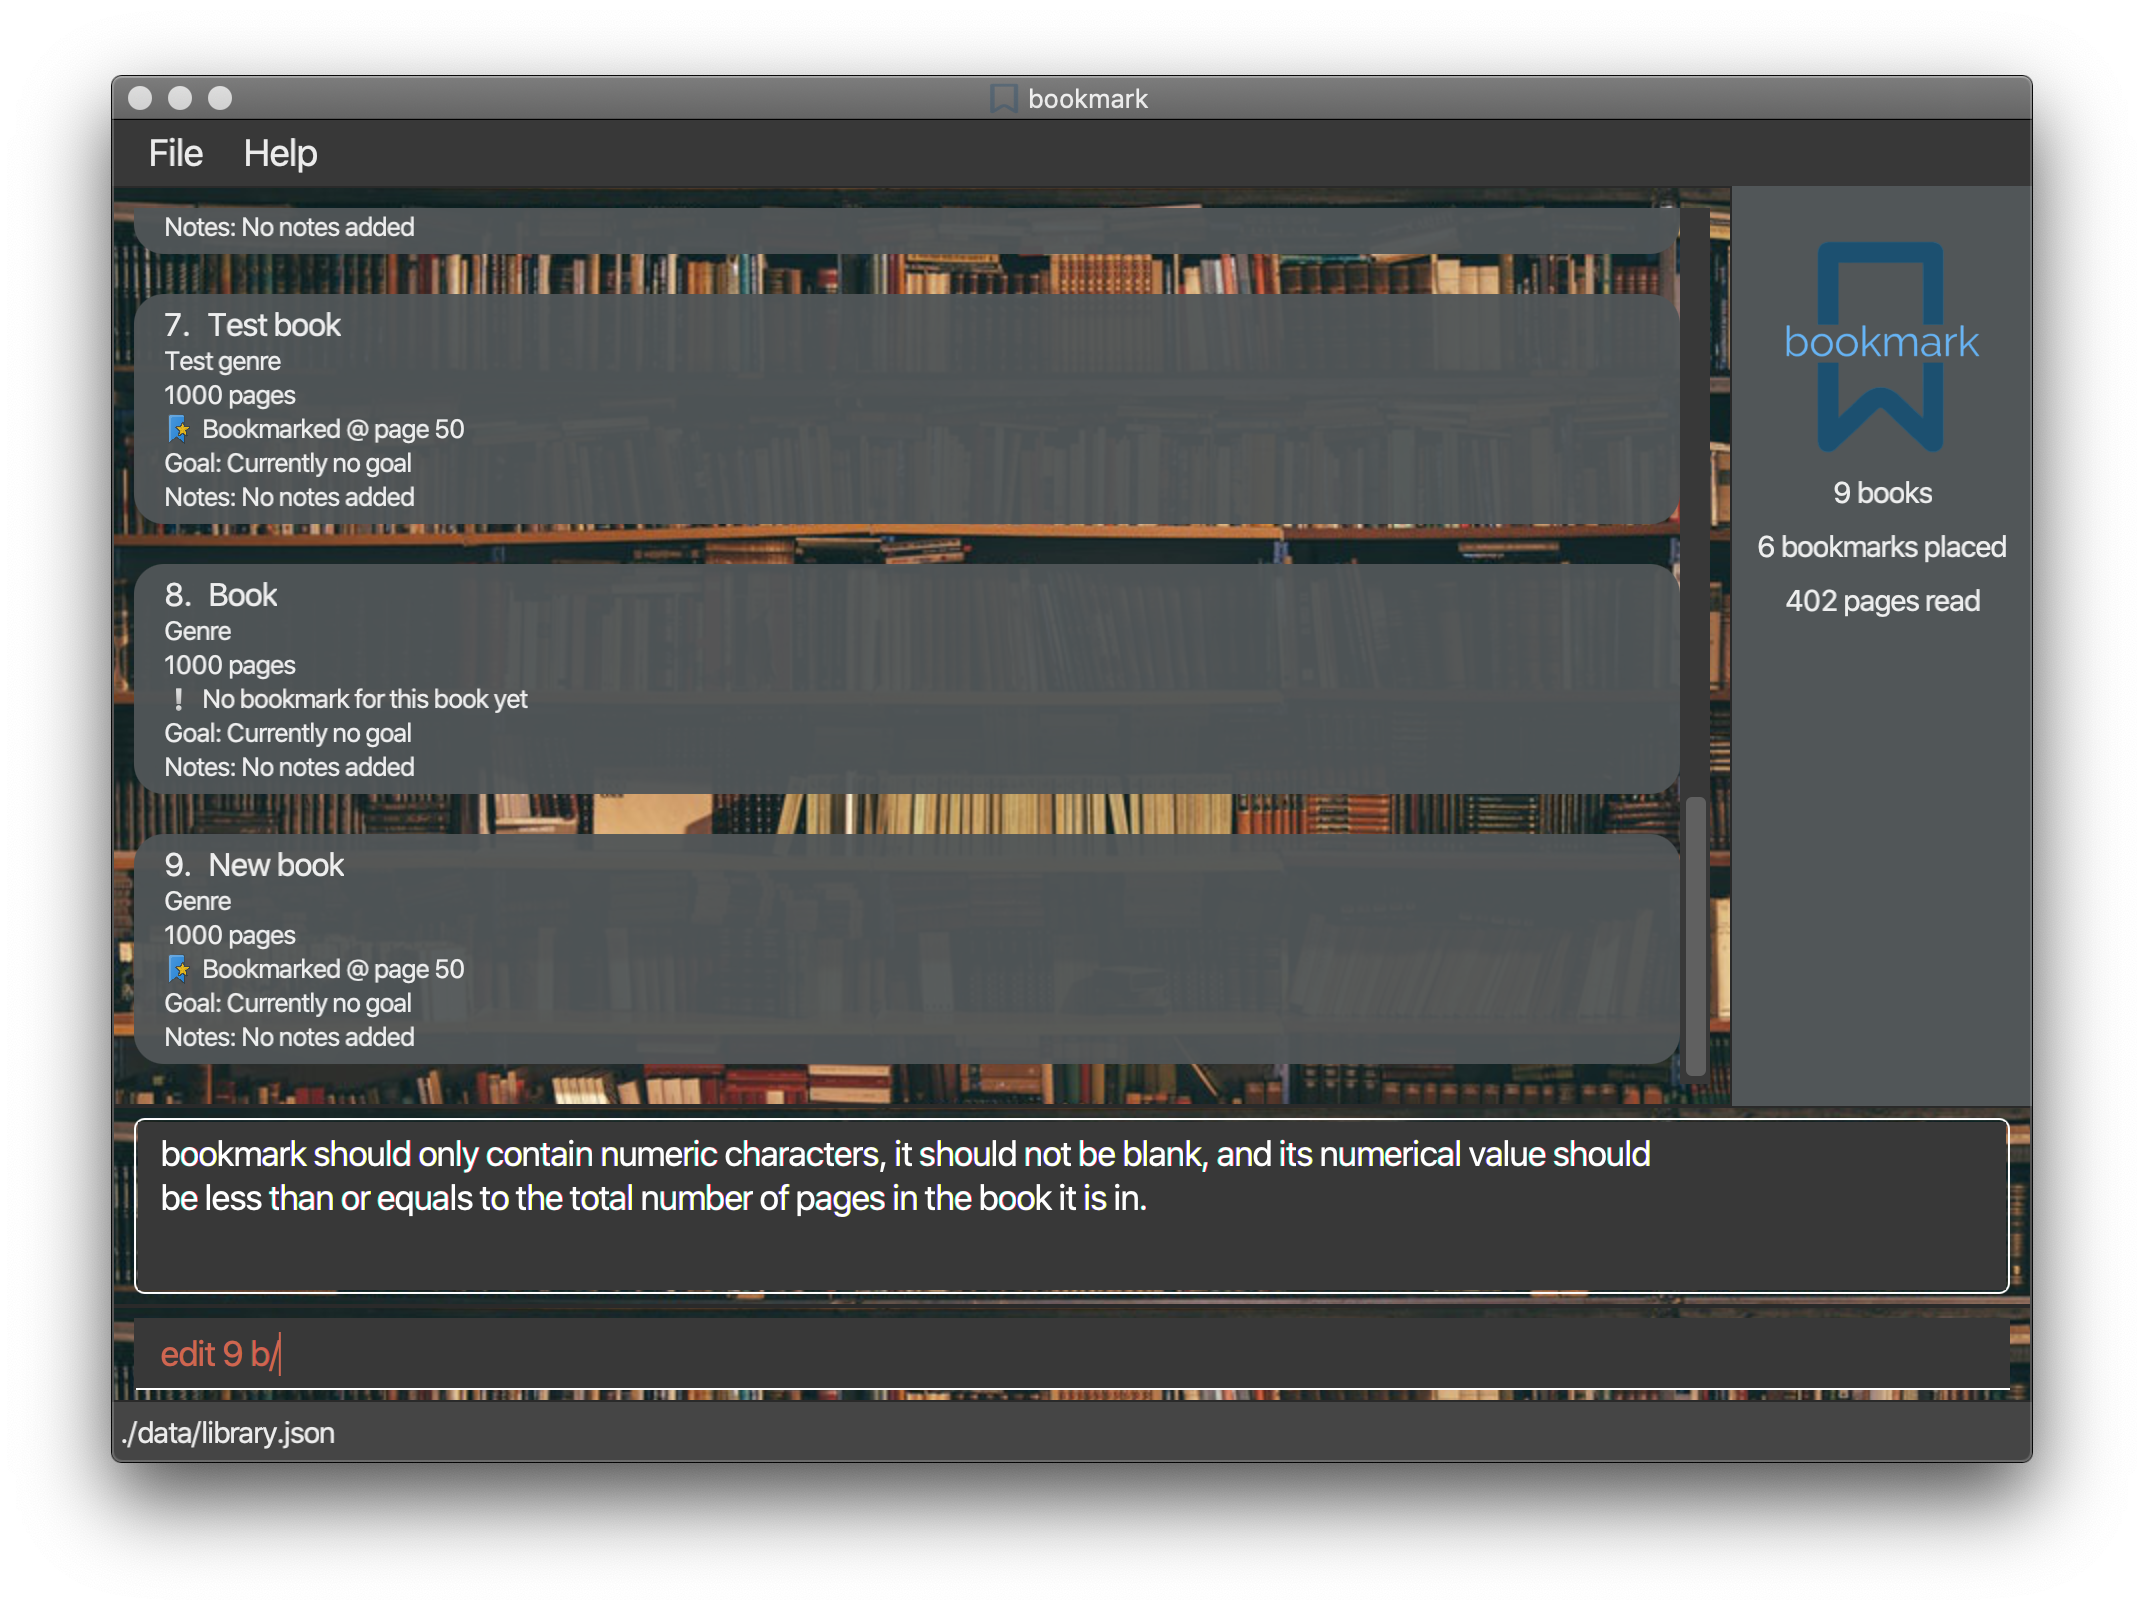 bookmark
File Help
Notes: No notes added
7. Test book
Test genre
1000 pages
Bookmarked @ page 50
Goal: Currently no goal
Notes: No notes added
8. Book
Genre
1000 pages
! No bookmark for this book yet
Goal: Currently no goal
Notes: No notes added
9. New book
Genre
1000 pages
Bookmarked @ page 50
Goal: Currently no goal
Notes: No notes added
bookmark
9 books
6 bookmarks placed
402 pages read
bookmark should only contain numeric characters, it should not be blank, and its numerical value should
be less than or equals to the total number of pages in the book it is in.
edit 9 b/
./data/library.json